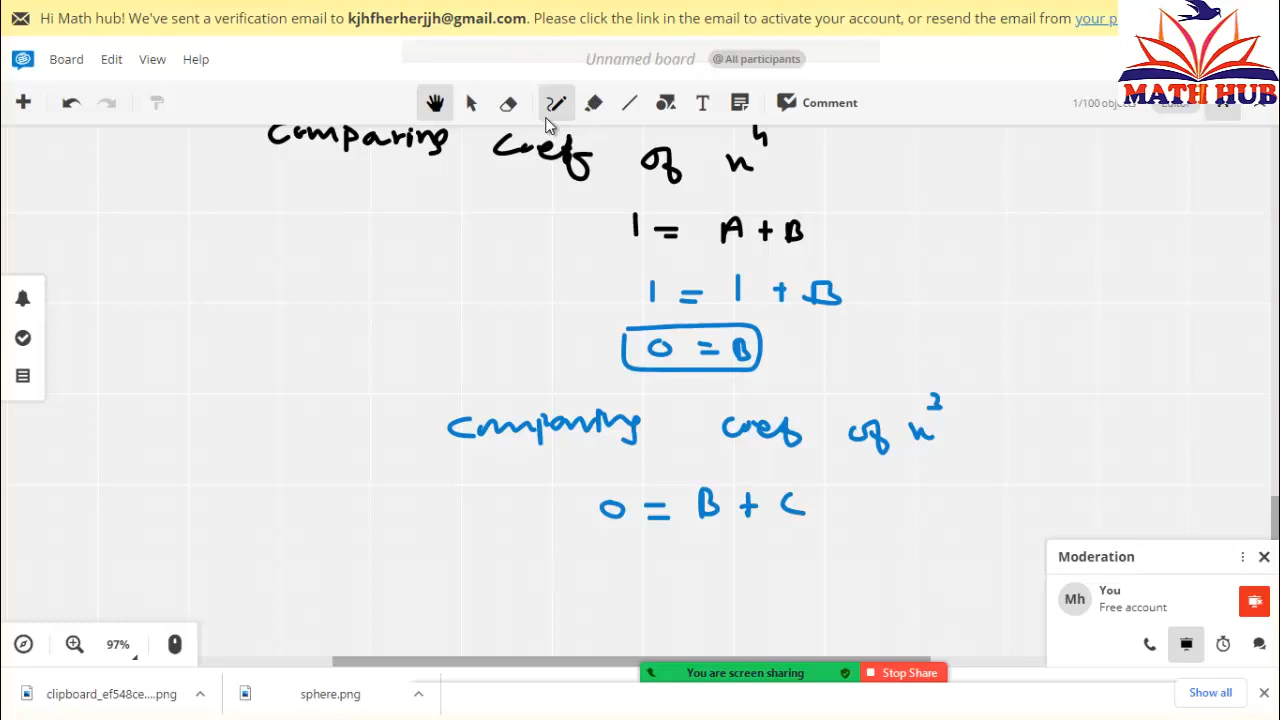 Hi Math hub! We've sent a verification email to kjhfherherjjh@gmail.com. Please click the link in the email to activate your account, or resend the email from your p
MATH HUB
Board Edit View Help
Unnamed board @ All participants
T Comment 1/100 objects
Comparing coef of x^4
1 = A + B
1 = 1 + B
0 = B
Comparing coef of x^3
0 = B + C
Moderation
Mh You
Free account
97%
You are screen sharing Stop Share
clipboard_ef548ce....png sphere.png Show all